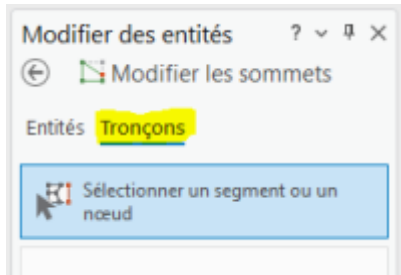 Modifier des entités ?
Modifier les sommets
Entités Tronçons
Sélectionner un segment ou un
nœud